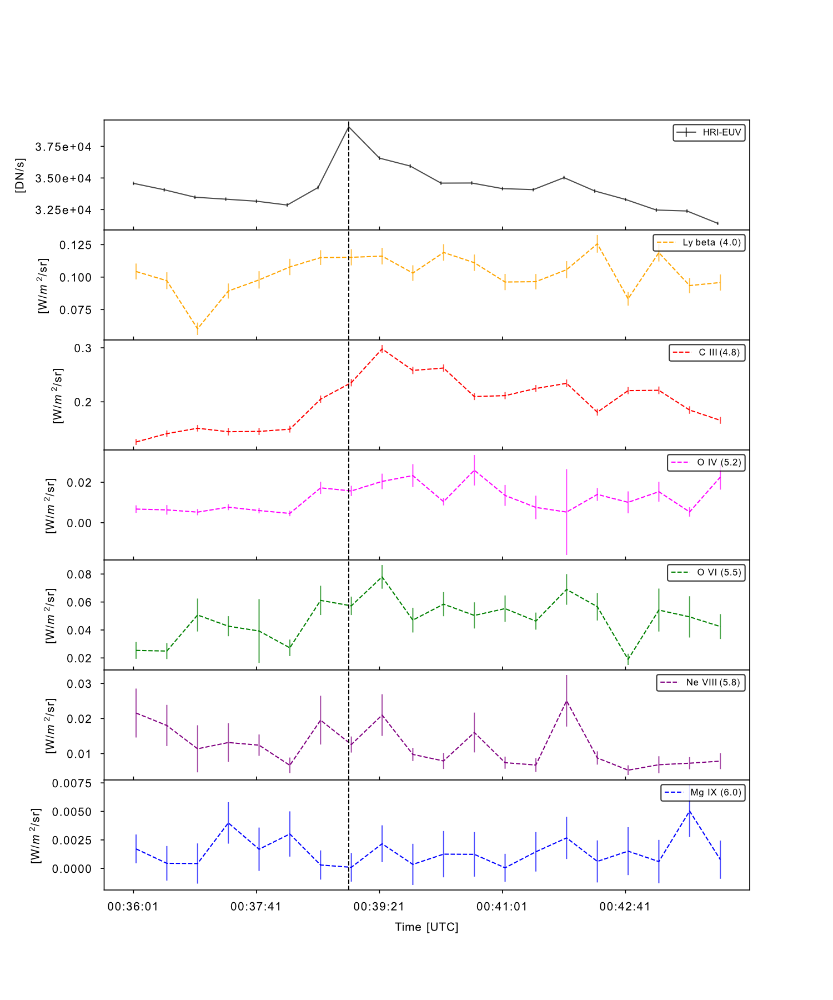 HRI-EUV
3.75e+04
3.50e+04
3.25e+04
[DN/s]
Ly beta (4.0)
0.125
0.100
0.075
[W/m²/sr]
C III (4.8)
0.3
0.2
[W/m²/sr]
O IV (5.2)
0.02
0.00
[W/m²/sr]
O VI (5.5)
0.08
0.06
0.04
0.02
[W/m²/sr]
Ne VIII (5.8)
0.03
0.02
0.01
[W/m²/sr]
Mg IX (6.0)
0.0075
0.0050
0.0025
0.0000
[W/m²/sr]
00:36:01 00:37:41 00:39:21 00:41:01 00:42:41
Time [UTC]